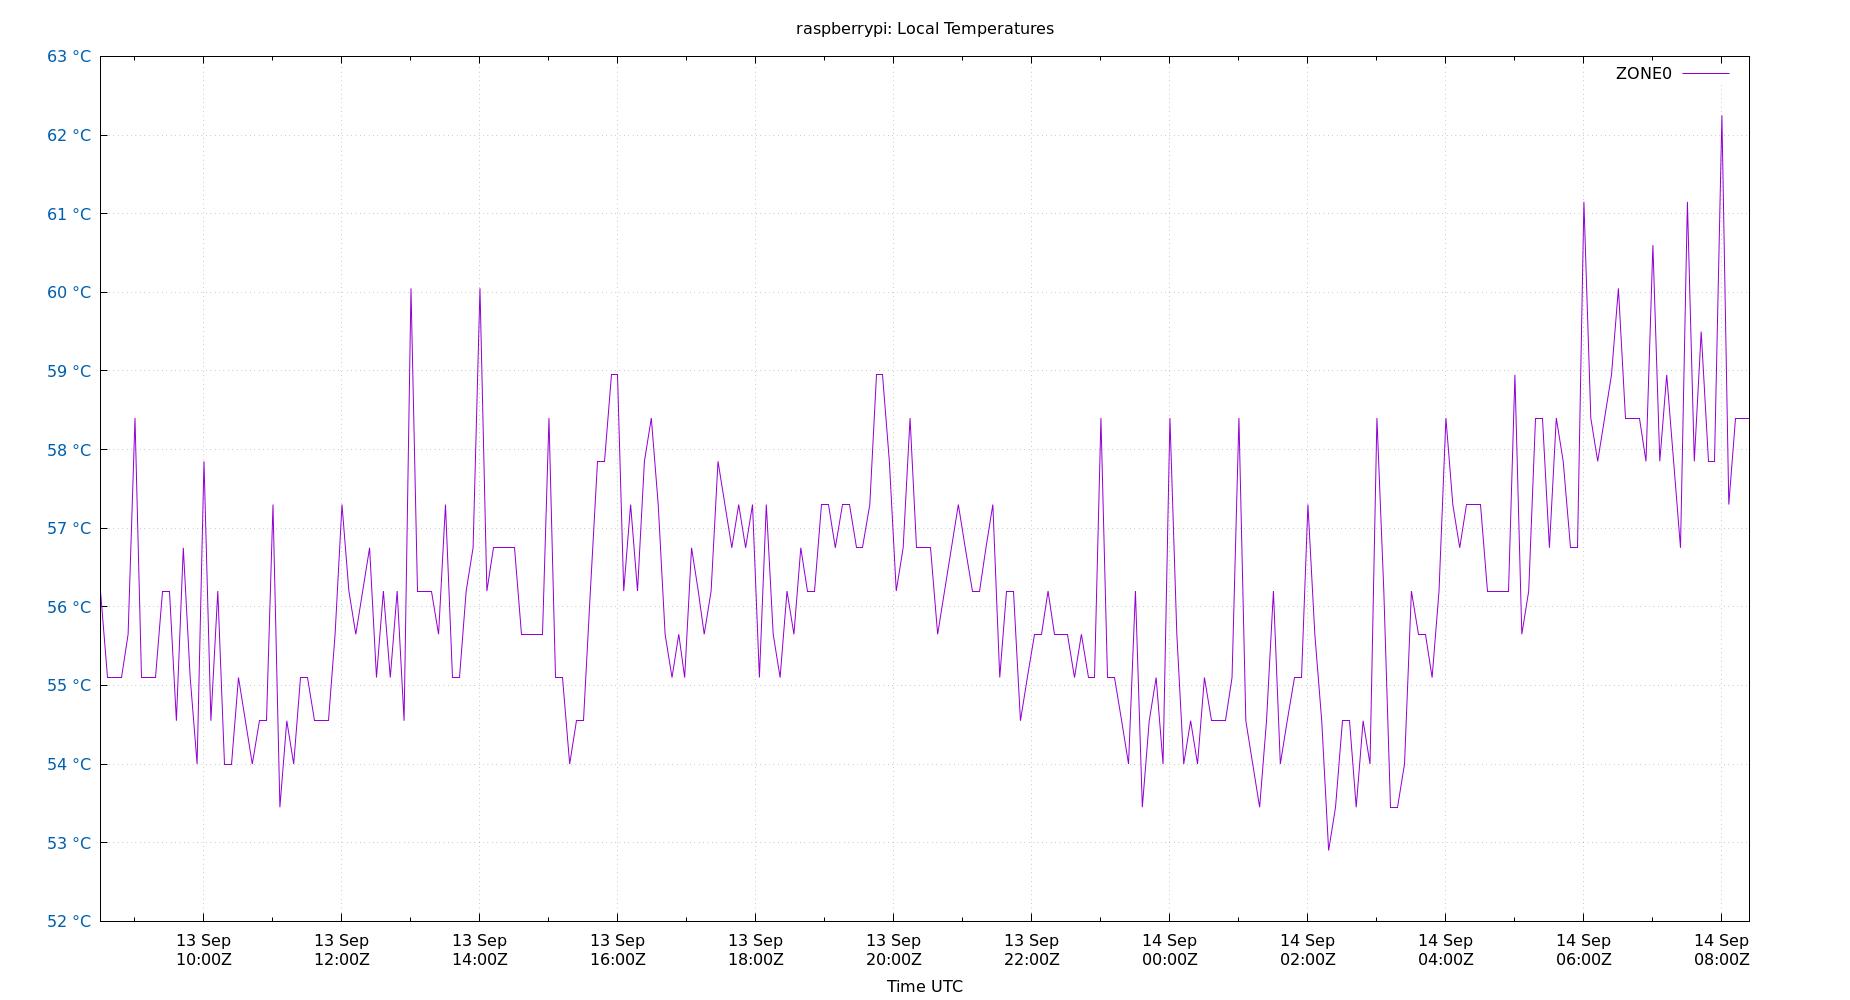 raspberrypi: Local Temperatures
63 °C
ZONE0
62 °C
61 °C
60 °C
59 °C
58 °C
57 °C
56 °C
55 °C
54 °C
53 °C
52 °C
13 Sep 13 Sep 13 Sep 13 Sep 13 Sep 13 Sep 13 Sep 14 Sep 14 Sep 14 Sep 14 Sep 14 Sep
10:00Z 12:00Z 14:00Z 16:00Z 18:00Z 20:00Z 22:00Z 00:00Z 02:00Z 04:00Z 06:00Z 08:00Z
Time UTC